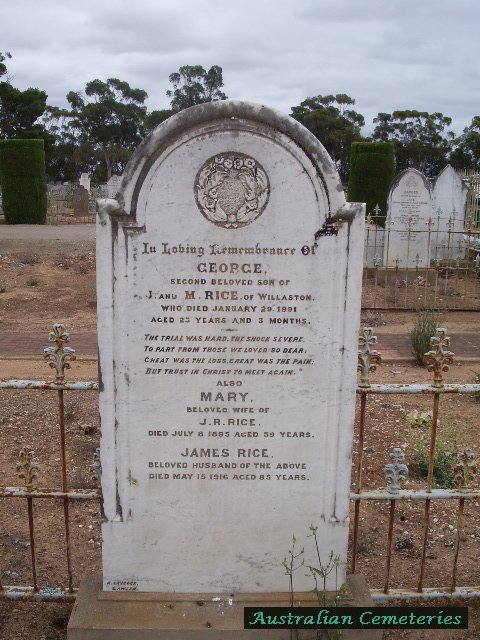 In Loving Remembrance Of
GEORGE,
SECOND BELOVED SON OF
J. AND M. RICE, OF WILLASTON,
WHO DIED JANUARY 29, 1891
AGED 25 YEARS AND 3 MONTHS.
THE TRIAL WAS HARD, THE SHOCK SEVERE,
TO PART FROM THOSE WE LOVED SO DEAR,
GREAT WAS THE LOSS, GREAT WAS THE PAIN;
BUT TRUST IN CHRIST TO MEET AGAIN."
ALSO
MARY,
BELOVED WIFE OF
J.R. RICE.
DIED JULY 8 1895 AGED 59 YEARS.
JAMES RICE.
BELOVED HUSBAND OF THE ABOVE
DIED MAY 15 1916 AGED 85 YEARS.
GAWLER
Australian Cemeteries